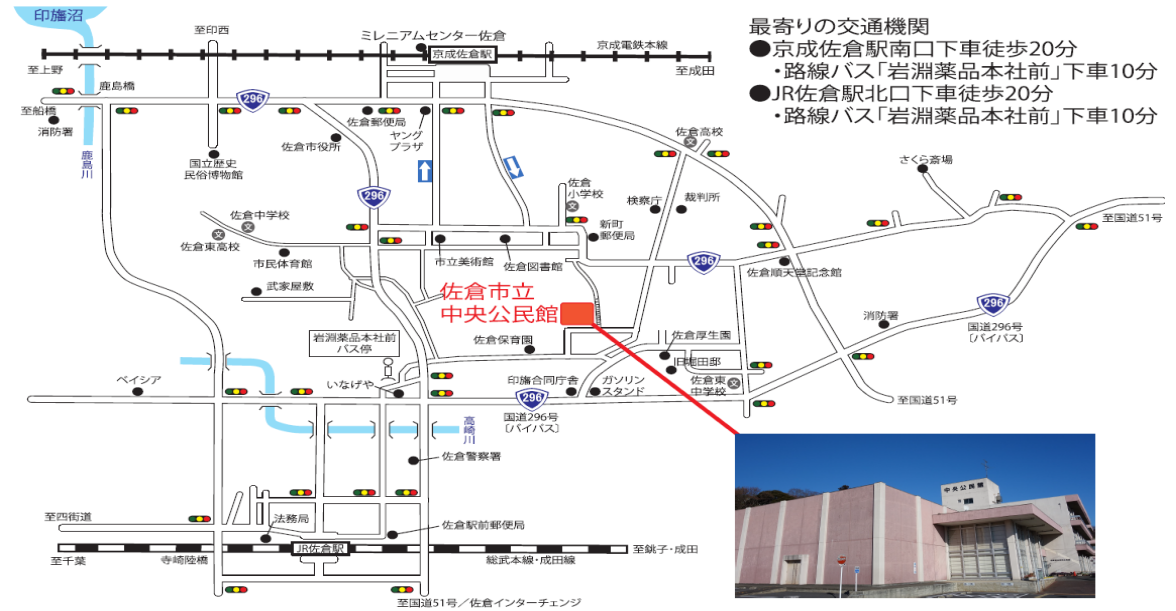 印旛沼
至印西
ミレニアムセンター佐倉
京成佐倉駅
京成電鉄本線
至上野
至成田
最寄りの交通機関
●京成佐倉駅南口下車徒歩20分
・路線バス「岩淵薬品本社前」下車10分
●JR佐倉駅北口下車徒歩20分
・路線バス「岩淵薬品本社前」下車10分
鹿島橋
至船橋
消防署
296
佐倉郵便局
ヤング
プラザ
佐倉市役所
鹿島川
国立歴史
民俗博物館
佐倉高校
文
さくら斎場
296
佐倉
小学校
文
検察庁
裁判所
至国道51号
佐倉中学校
文
佐倉東高校
文
新町
郵便局
市民体育館
市立美術館
佐倉図書館
296
佐倉順天堂記念館
武家屋敷
佐倉市立
中央公民館
296
国道296号
〔バイパス〕
消防署
岩淵薬品本社前
バス停
佐倉保育園
佐倉厚生園
旧堀田邸
ベイシア
いなげや
印旛合同庁舎
ガソリン
スタンド
佐倉東
中学校
文
296
国道296号
〔バイパス〕
至国道51号
高崎川
佐倉警察署
中央公民館
至四街道
法務局
佐倉駅前郵便局
JR佐倉駅
至千葉
寺崎陸橋
総武本線・成田線
至銚子・成田
至国道51号／佐倉インターチェンジ